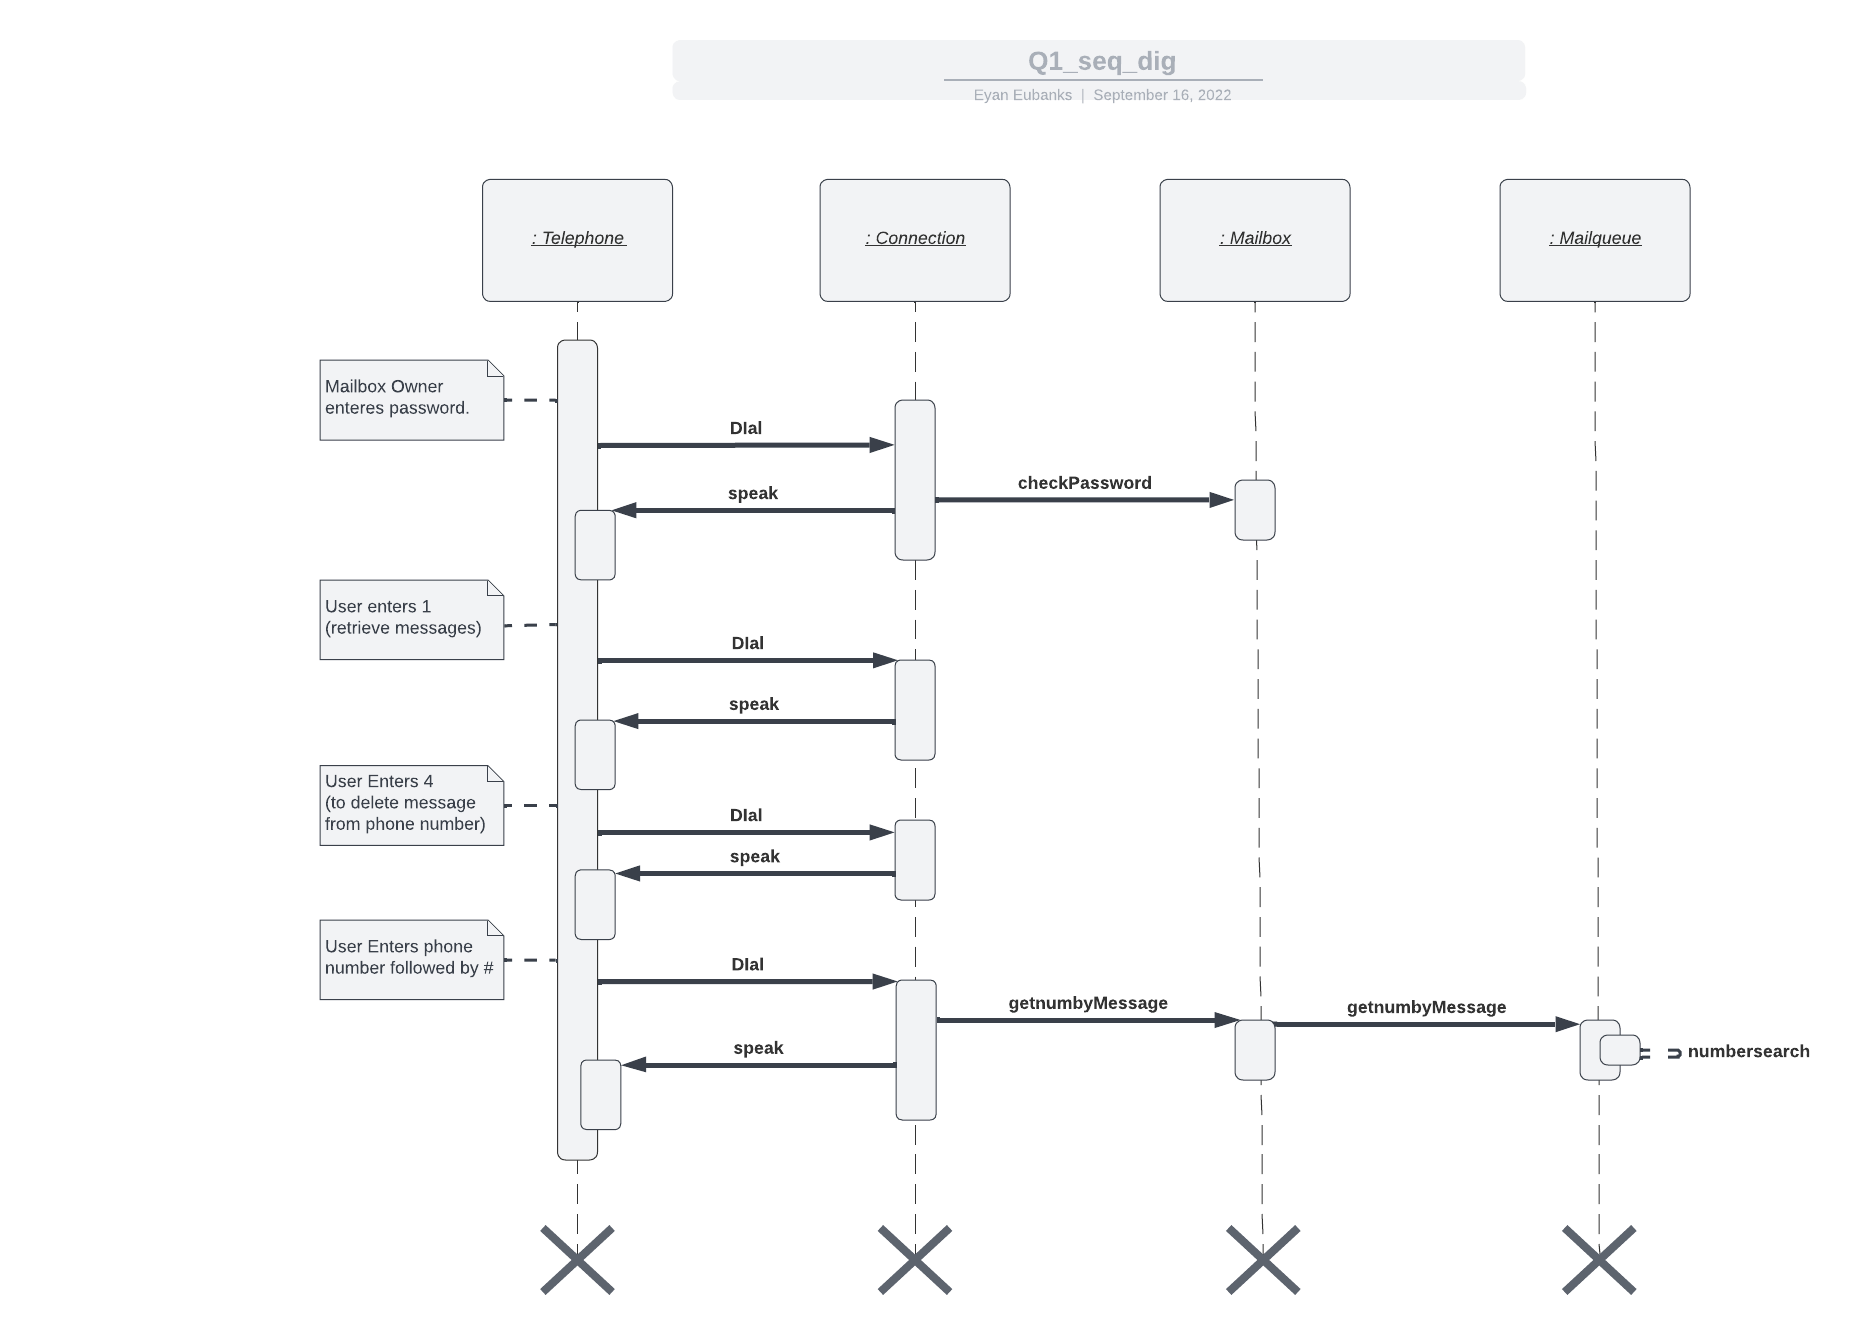 Q1_seq_dig
Eyan Eubanks | September 16, 2022
: Telephone
: Connection
: Mailbox
: Mailqueue
Mailbox Owner
enteres password.
DIal
checkPassword
speak
User enters 1
(retrieve messages)
DIal
speak
User Enters 4
(to delete message
from phone number)
DIal
speak
User Enters phone
number followed by #
DIal
getnumbyMessage
getnumbyMessage
speak
numbersearch